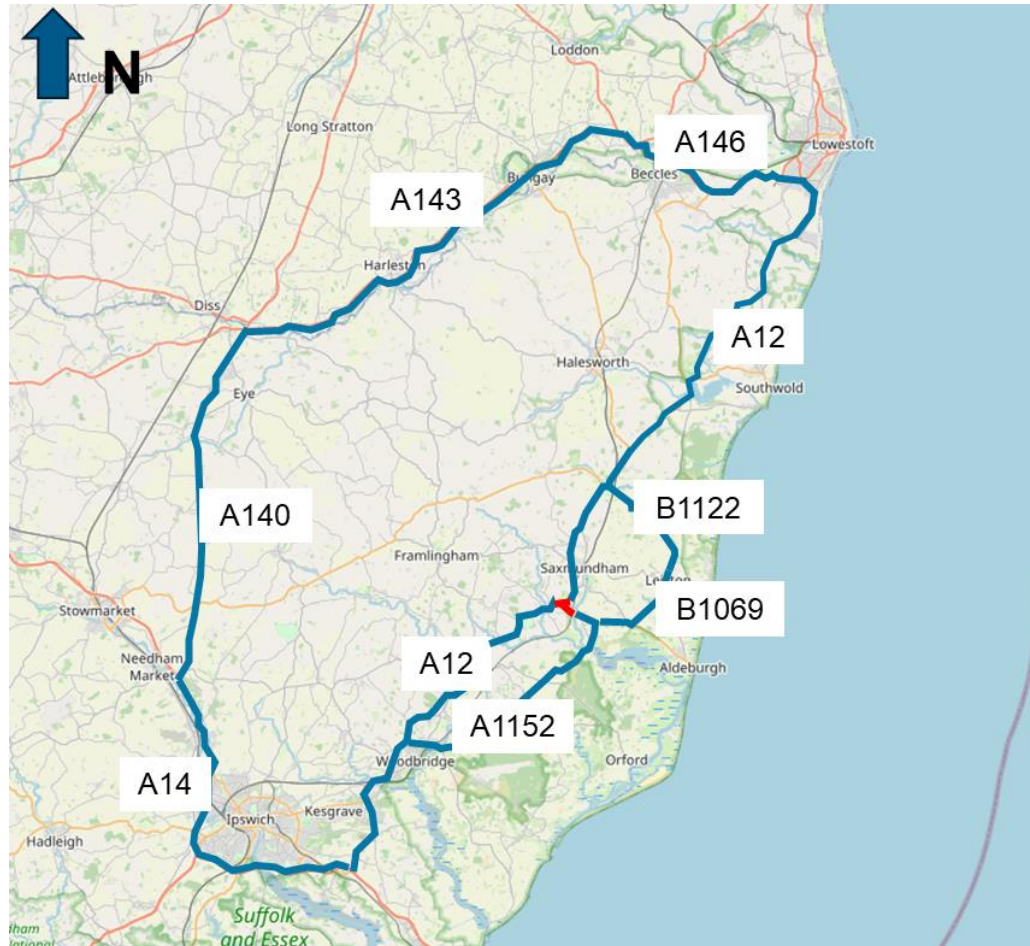 N
Loddon
Attleborough
Long Stratton
A146
Lowestoft
Beccles
Bungay
A143
Harleston
Diss
A12
Halesworth
Southwold
Eye
A140
B1122
Framlingham
Saxmundham
Leiston
Stowmarket
B1069
Needham
Market
A12
Aldeburgh
A1152
Woodbridge
Orford
A14
Kesgrave
Ipswich
Hadleigh
Suffolk
and Essex